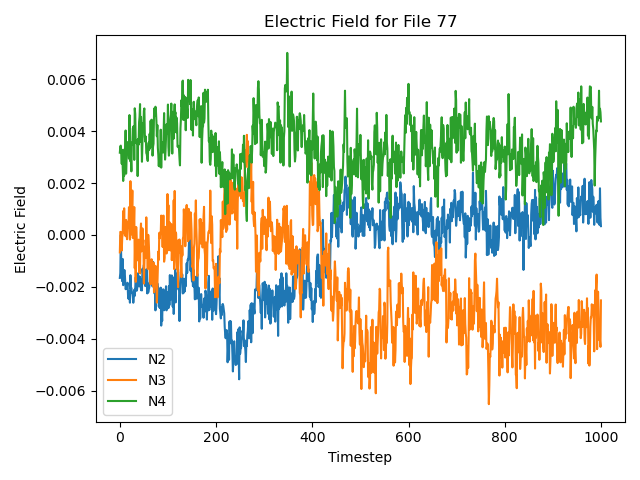 Electric Field for File 77
Electric Field
0.006
0.004
0.002
0.000
−0.002
−0.004
−0.006
N2
N3
N4
0 200 400 600 800 1000
Timestep